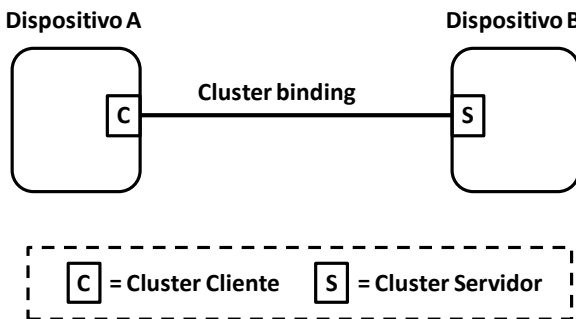 Dispositivo A
Dispositivo B
Cluster binding
C
S
C = Cluster Cliente
S = Cluster Servidor